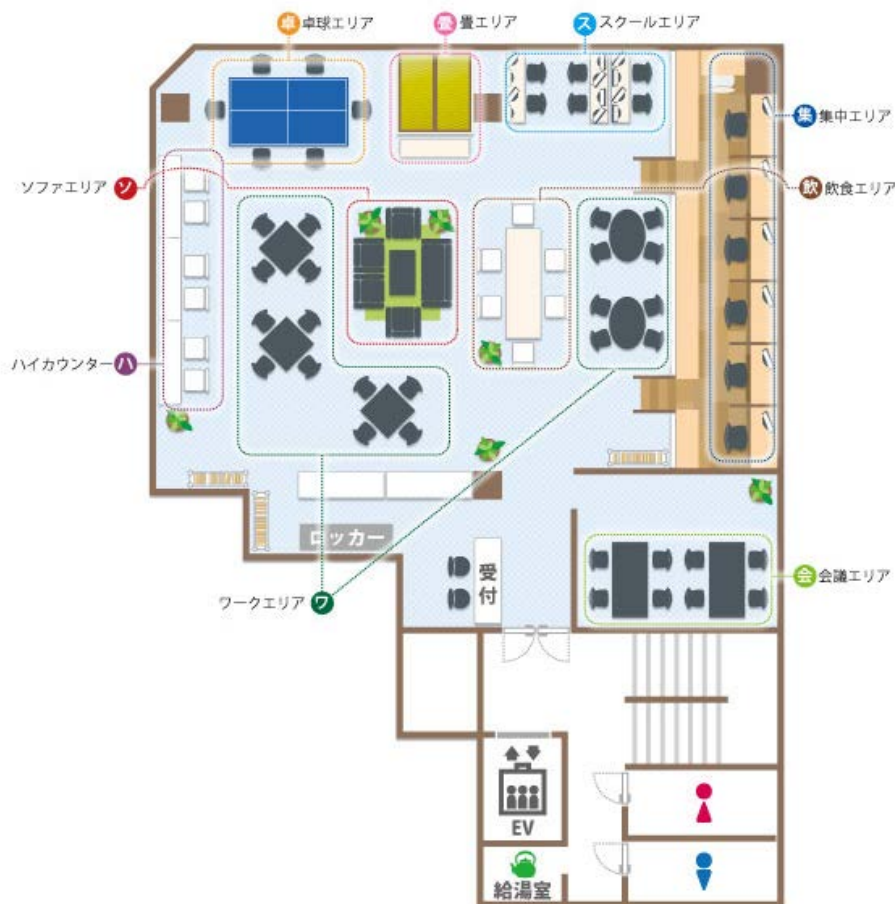 卓 卓球エリア
畳 畳エリア
ス スクールエリア
集 集中エリア
ソファエリア ソ
飲 飲食エリア
ハイカウンター ハ
ロッカー
受付
会 会議エリア
ワークエリア ワ
EV
給湯室